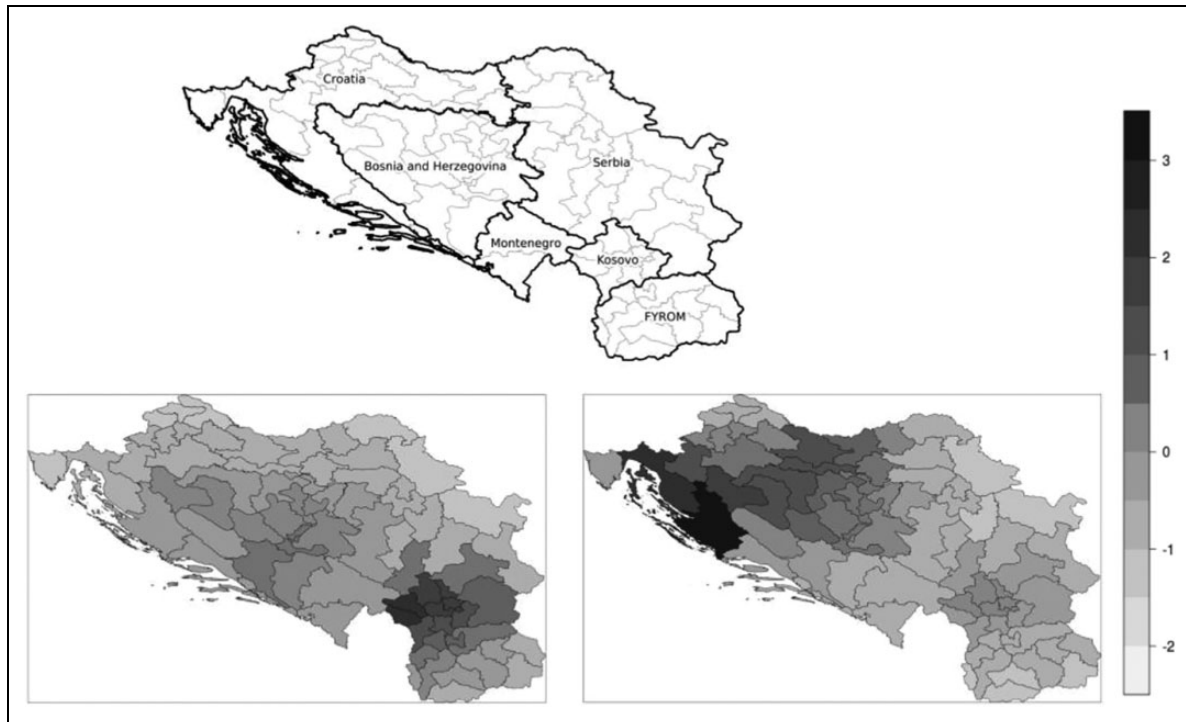 Croatia
Bosnia and Herzegovina
Serbia
Montenegro
Kosovo
FYROM
3
2
1
0
-1
-2